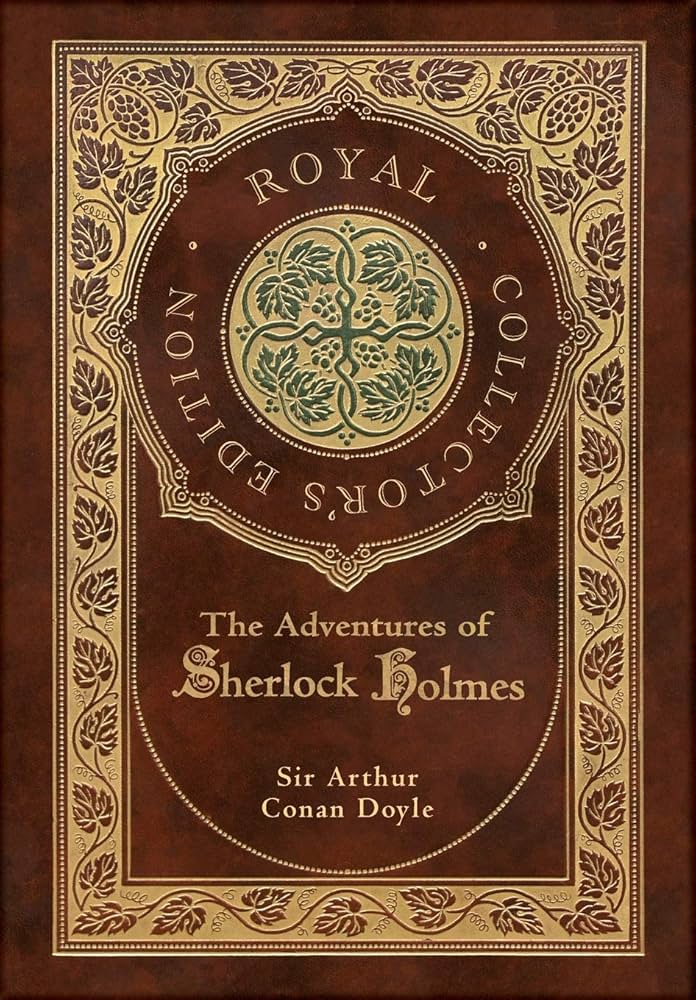 ROYAL
COLLECTOR'S EDITION
The Adventures of
Sherlock Holmes
Sir Arthur
Conan Doyle